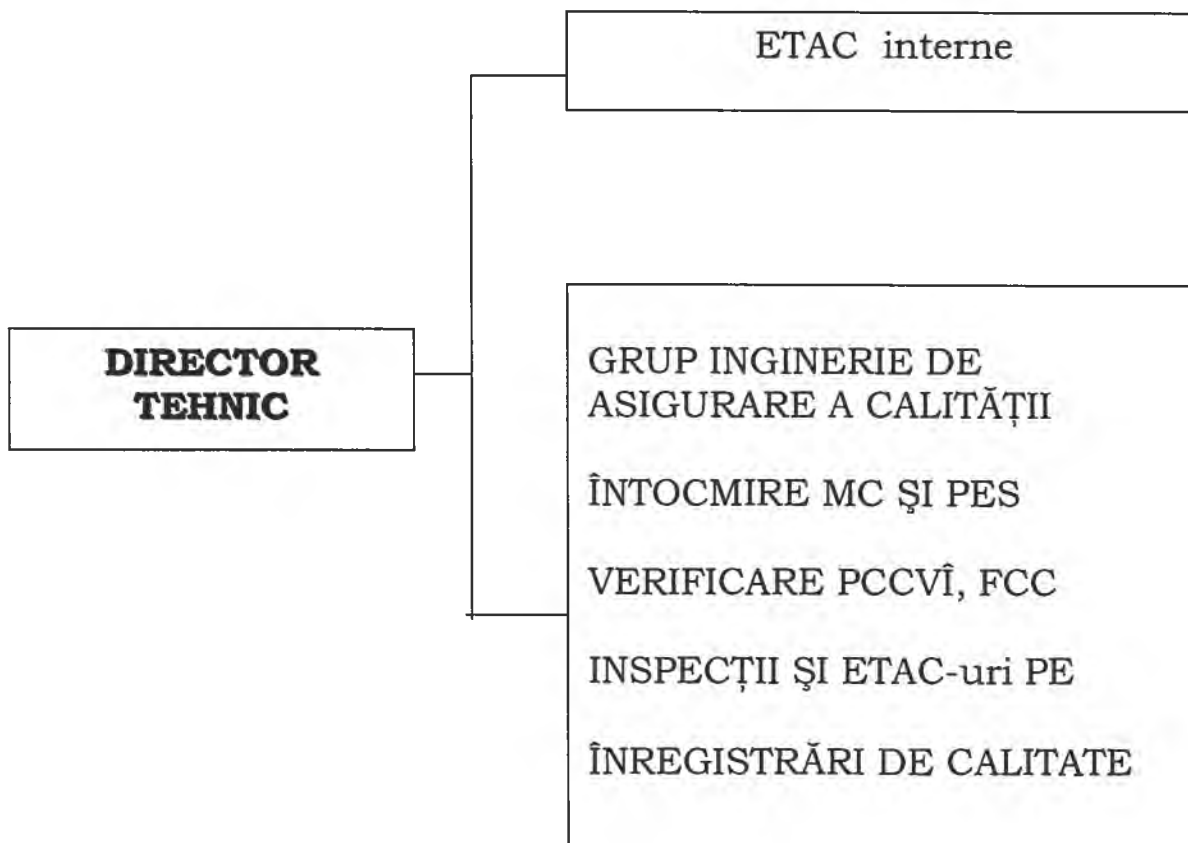 ETAC interne
DIRECTOR
TEHNIC
GRUP INGINERIE DE
ASIGURARE A CALITĂȚII
ÎNTOCMIRE MC ŞI PES
VERIFICARE PCCVÎ, FCC
INSPECȚII ŞI ETAC-uri PE
ÎNREGISTRĂRI DE CALITATE